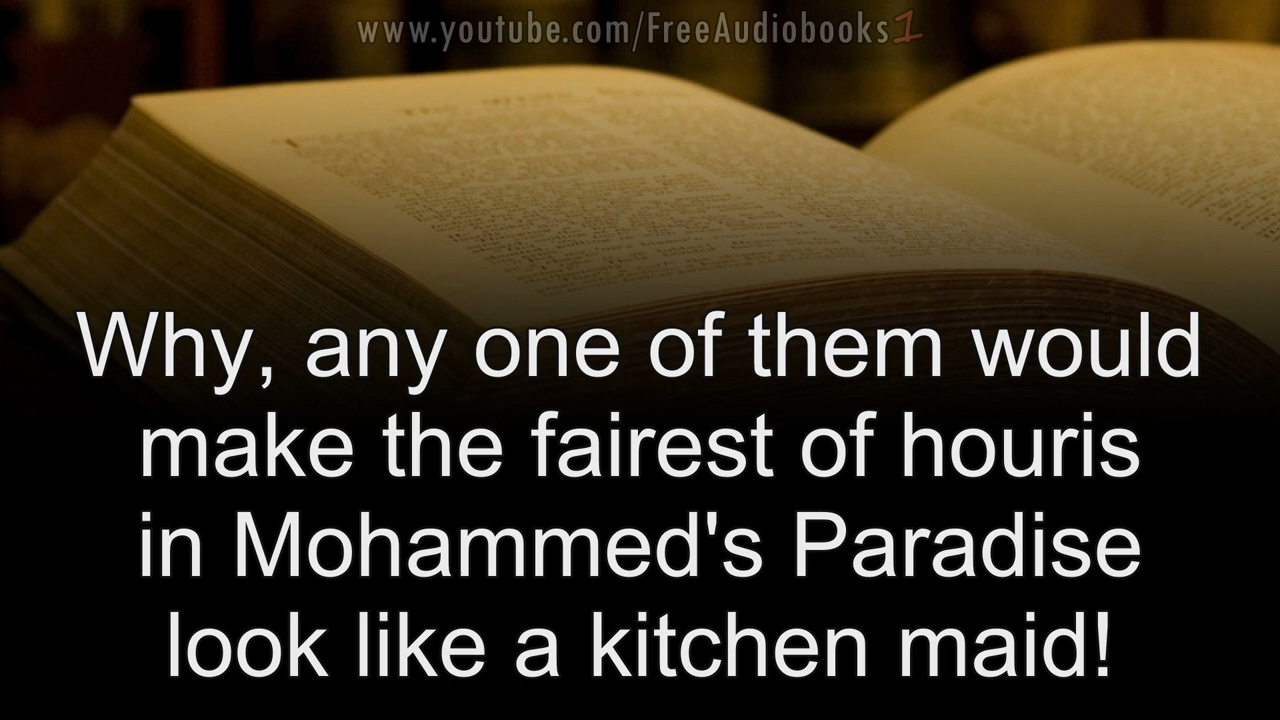 www.youtube.com/FreeAudiobooks1
Why, any one of them would
make the fairest of houris
in Mohammed's Paradise
look like a kitchen maid!